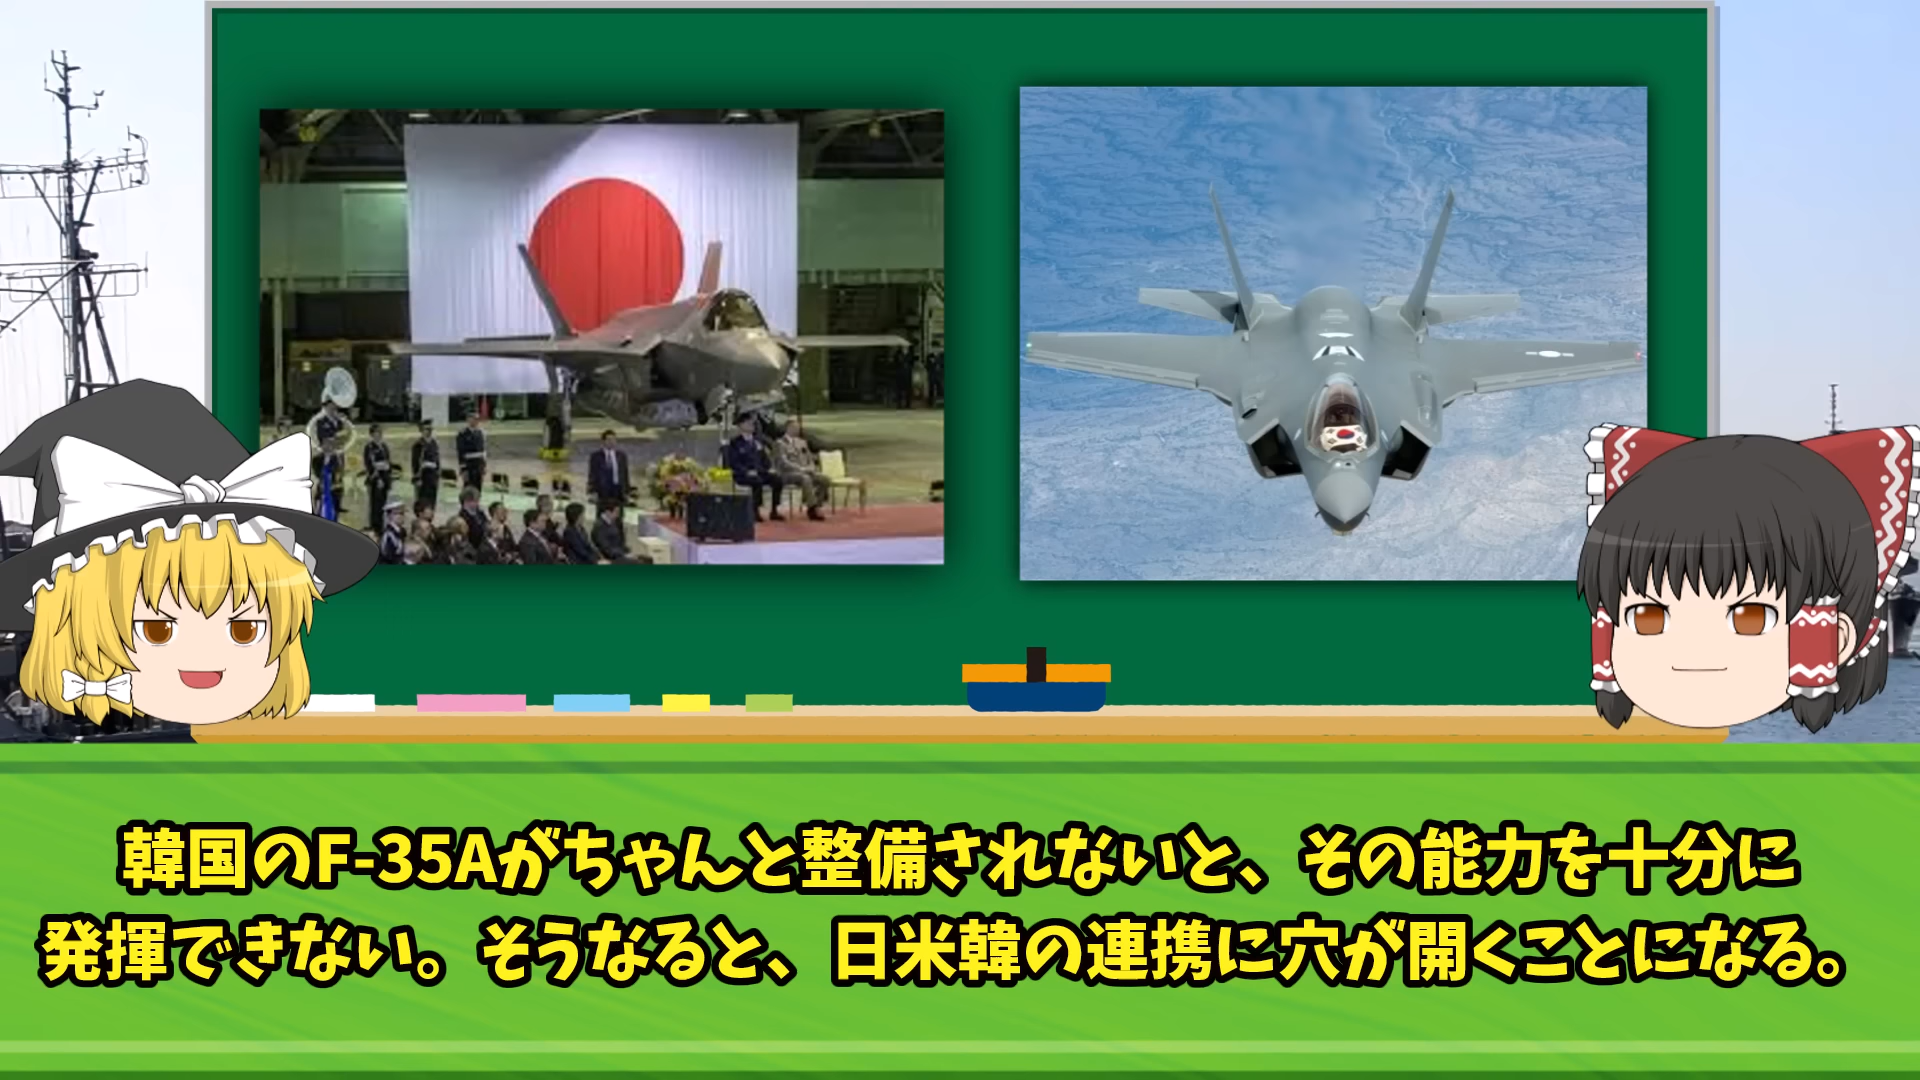 韓国のF-35Aがちゃんと整備されないと、その能力を十分に
発揮できない。そうなると、日米韓の連携に穴が開くことになる。